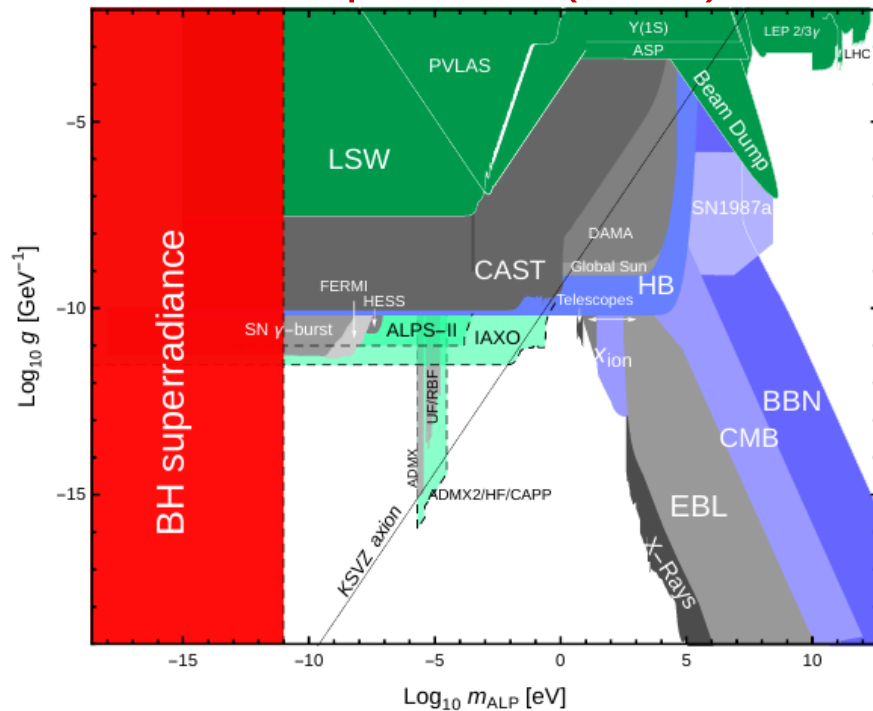 Y(1S)
LEP 2/3γ
ASP
LHC
PVLAS
Beam Dump
LSW
SN1987a
DAMA
CAST
Global Sun
HB
FERMI
HESS
Telescopes
SN γ−burst
ALPS−II
IAXO
Xion
UF/RBF
BBN
CMB
ADMX
ADMX2/HF/CAPP
EBL
KSVZ axion
X−Rays
BH superradiance
−5
−10
−15
Log10 g [GeV−1]
−15
−10
−5
0
5
10
Log10 mALP [eV]